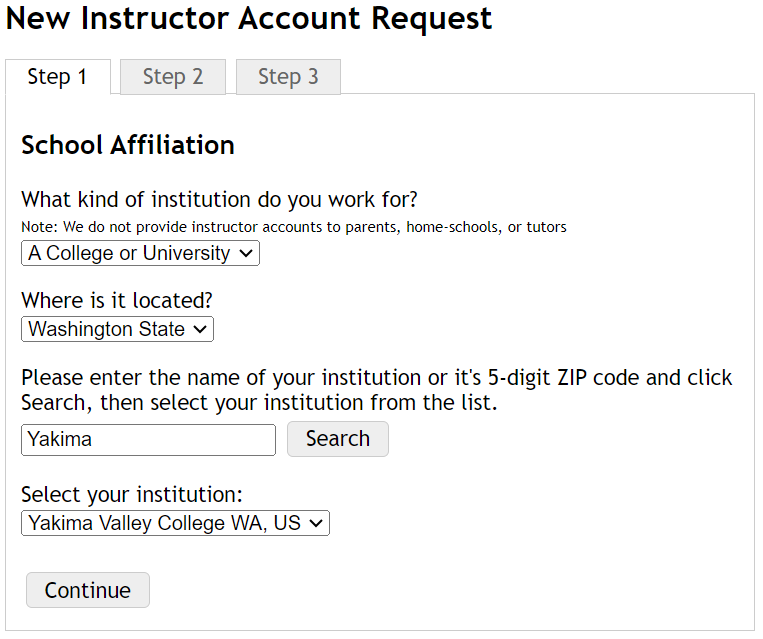 New Instructor Account Request
Step 1 Step 2 Step 3
School Affiliation
What kind of institution do you work for?
Note: We do not provide instructor accounts to parents, home-schools, or tutors
A College or University
Where is it located?
Washington State
Please enter the name of your institution or it's 5-digit ZIP code and click
Search, then select your institution from the list.
Yakima Search
Select your institution:
Yakima Valley College WA, US
Continue